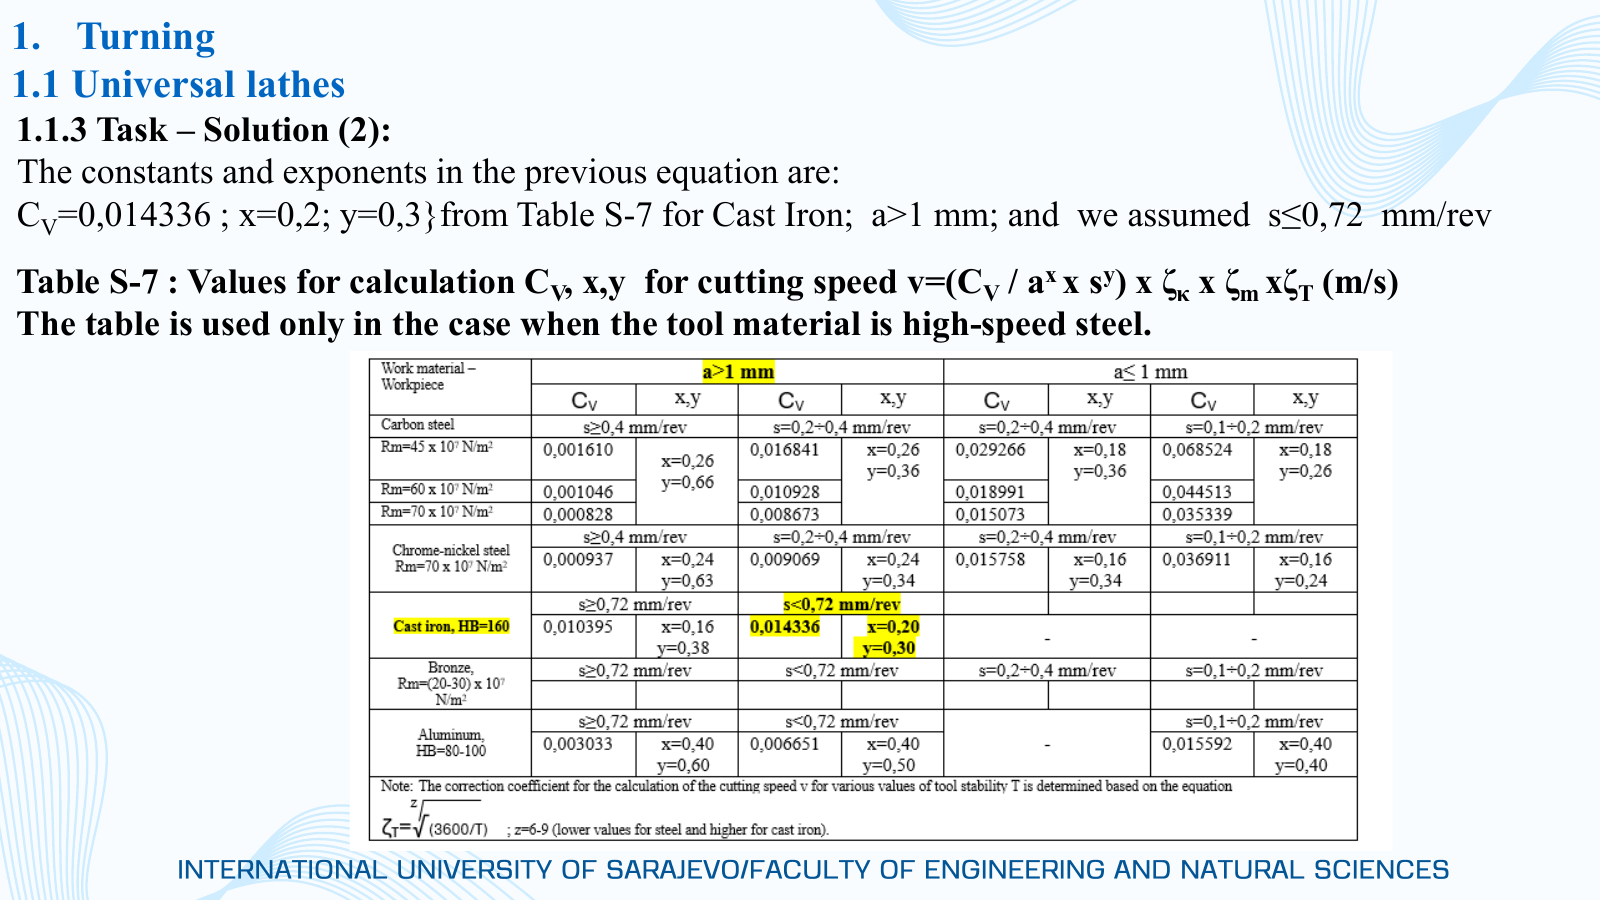 1. Turning
1.1 Universal lathes
1.1.3 Task – Solution (2):
The constants and exponents in the previous equation are:
CV=0,014336 ; x=0,2; y=0,3}from Table S-7 for Cast Iron; a>1 mm; and we assumed s≤0,72 mm/rev
Table S-7 : Values for calculation CV, x,y for cutting speed v=(CV / aˣ x sʸ) x ζκ x ζm xζT (m/s)
The table is used only in the case when the tool material is high-speed steel.
Work material –
Workpiece
a>1 mm a≤ 1 mm
CV x,y CV x,y CV x,y CV x,y
Carbon steel s≥0,4 mm/rev s=0,2÷0,4 mm/rev s=0,2÷0,4 mm/rev s=0,1÷0,2 mm/rev
Rm=45 x 10⁷ N/m² 0,001610 x=0,26 0,016841 x=0,26 0,029266 x=0,18 0,068524 x=0,18
y=0,66 y=0,36 y=0,36 y=0,26
Rm=60 x 10⁷ N/m² 0,001046 0,010928 0,018991 0,044513
Rm=70 x 10⁷ N/m² 0,000828 0,008673 0,015073 0,035339
s≥0,4 mm/rev s=0,2÷0,4 mm/rev s=0,2÷0,4 mm/rev s=0,1÷0,2 mm/rev
Chrome-nickel steel 0,000937 x=0,24 0,009069 x=0,24 0,015758 x=0,16 0,036911 x=0,16
Rm=70 x 10⁷ N/m² y=0,63 y=0,34 y=0,34 y=0,24
s≥0,72 mm/rev s<0,72 mm/rev
Cast iron, HB=160 0,010395 x=0,16 0,014336 x=0,20 - -
y=0,38 y=0,30
Bronze, s≥0,72 mm/rev s<0,72 mm/rev s=0,2÷0,4 mm/rev s=0,1÷0,2 mm/rev
Rm=(20-30) x 10⁷
N/m²
s≥0,72 mm/rev s<0,72 mm/rev s=0,1÷0,2 mm/rev
Aluminum, 0,003033 x=0,40 0,006651 x=0,40 - 0,015592 x=0,40
HB=80-100 y=0,60 y=0,50 y=0,40
Note: The correction coefficient for the calculation of the cutting speed v for various values of tool stability T is determined based on the equation
ζT=ᶻ√(3600/T) ; z=6-9 (lower values for steel and higher for cast iron).
INTERNATIONAL UNIVERSITY OF SARAJEVO/FACULTY OF ENGINEERING AND NATURAL SCIENCES